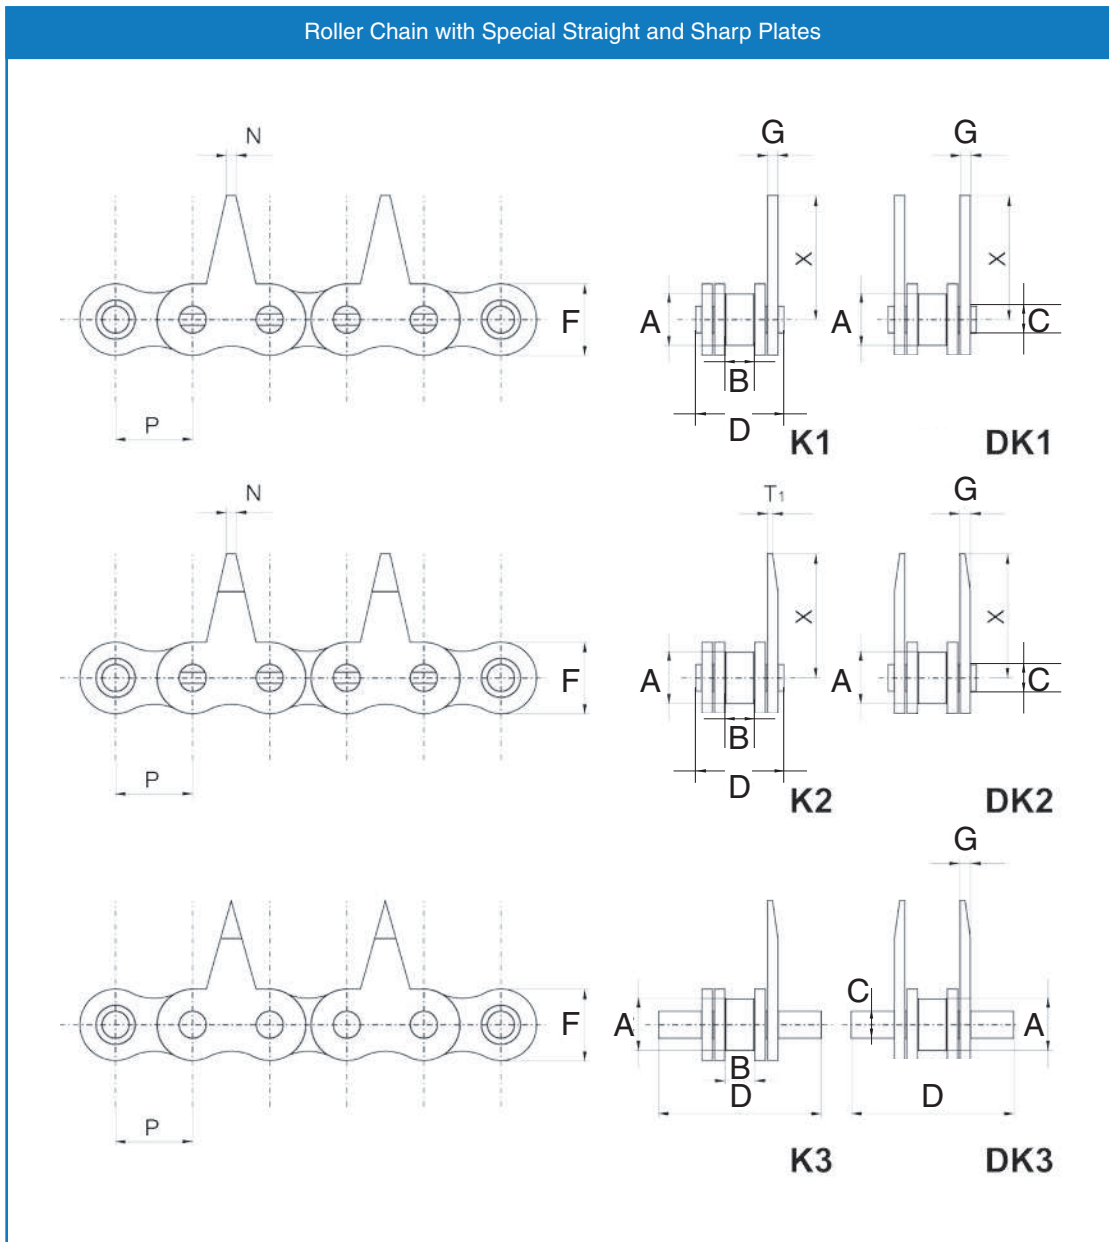 Roller Chain with Special Straight and Sharp Plates
N G G
X X
F A A C
B
P D
K1 DK1
N T1 G
X X
F A A C
B
P D
K2 DK2
G
C
F A A
B
D D
P
K3 DK3